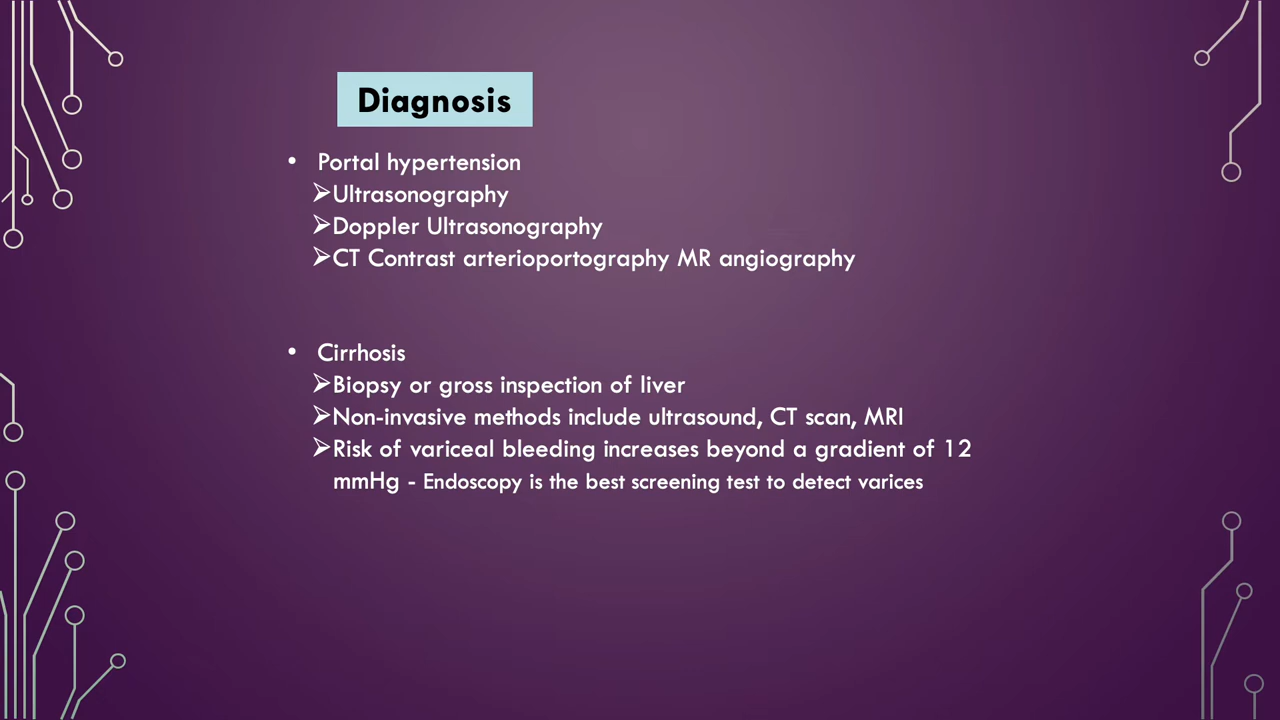 Diagnosis
• Portal hypertension
➢Ultrasonography
➢Doppler Ultrasonography
➢CT Contrast arterioportography MR angiography
• Cirrhosis
➢Biopsy or gross inspection of liver
➢Non-invasive methods include ultrasound, CT scan, MRI
➢Risk of variceal bleeding increases beyond a gradient of 12
mmHg - Endoscopy is the best screening test to detect varices